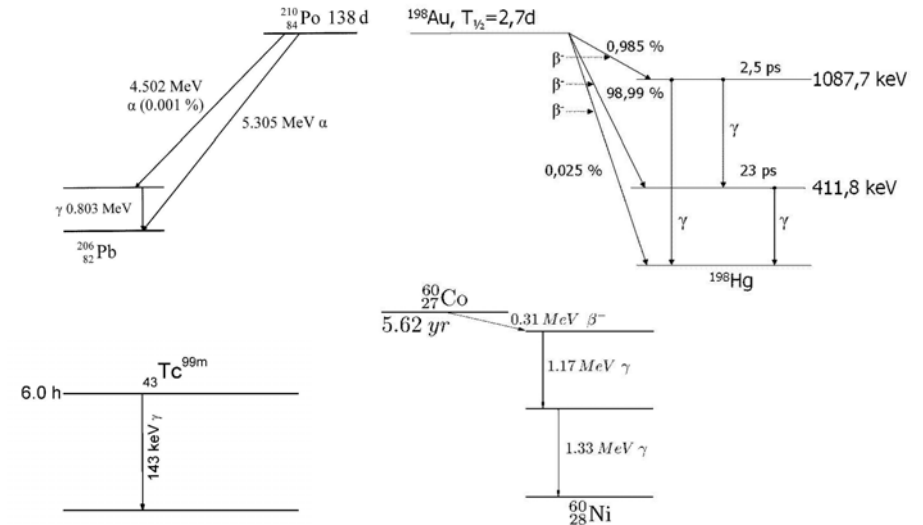 ²¹⁰₈₄Po 138 d
4.502 MeV
α (0.001 %)
5.305 MeV α
γ 0.803 MeV
²⁰⁶₈₂Pb
¹⁹⁸Au, T½=2,7d
0,985 %
β⁻
2,5 ps
1087,7 keV
β⁻
98,99 %
β⁻
γ
0,025 %
23 ps
411,8 keV
γ
γ
¹⁹⁸Hg
⁶⁰₂₇Co
5.62 yr
0.31 MeV β⁻
1.17 MeV γ
1.33 MeV γ
⁶⁰₂₈Ni
₄₃Tc⁹⁹ᵐ
6.0 h
143 keV γ